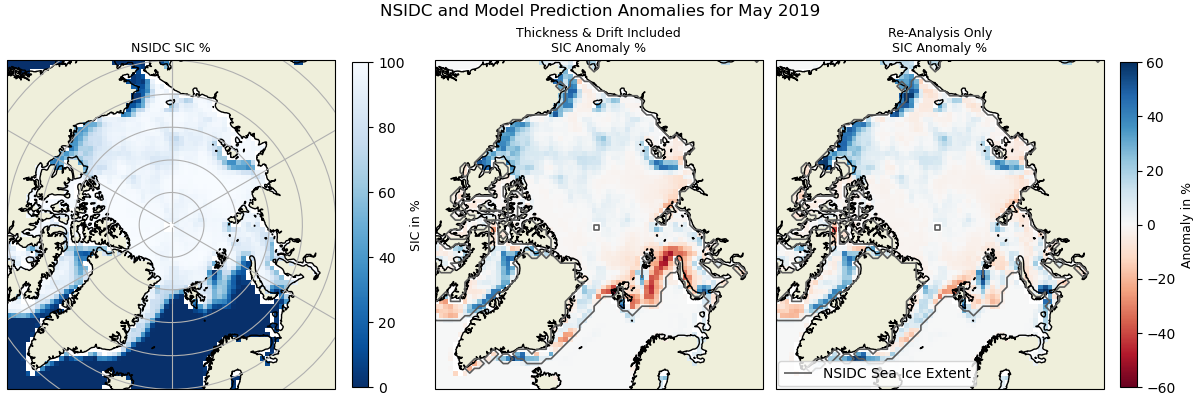 NSIDC and Model Prediction Anomalies for May 2019
NSIDC SIC %
100
80
60
40
20
0
SIC in %
Thickness & Drift Included
SIC Anomaly %
Re-Analysis Only
SIC Anomaly %
NSIDC Sea Ice Extent
60
40
20
0
−20
−40
−60
Anomaly in %